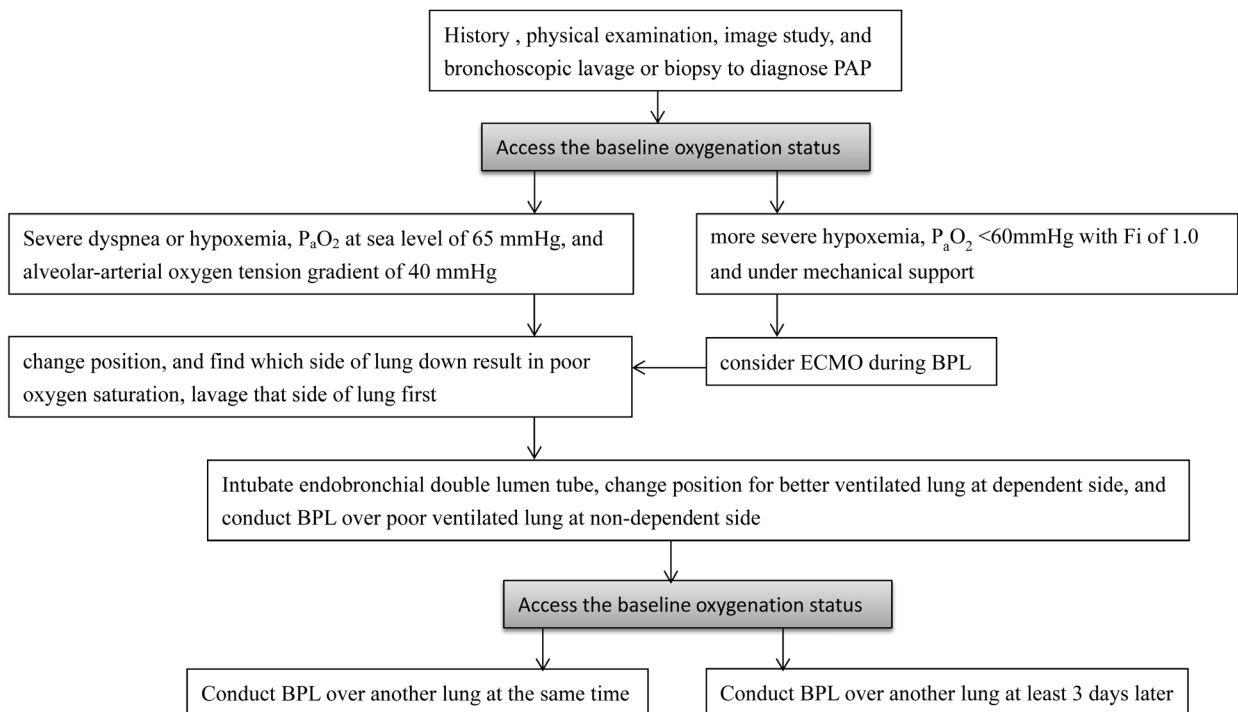 History , physical examination, image study, and
bronchoscopic lavage or biopsy to diagnose PAP
Access the baseline oxygenation status
Severe dyspnea or hypoxemia, PaO2 at sea level of 65 mmHg, and
alveolar-arterial oxygen tension gradient of 40 mmHg
more severe hypoxemia, PaO2 <60mmHg with Fi of 1.0
and under mechanical support
change position, and find which side of lung down result in poor
oxygen saturation, lavage that side of lung first
consider ECMO during BPL
Intubate endobronchial double lumen tube, change position for better ventilated lung at dependent side, and
conduct BPL over poor ventilated lung at non-dependent side
Access the baseline oxygenation status
Conduct BPL over another lung at the same time
Conduct BPL over another lung at least 3 days later